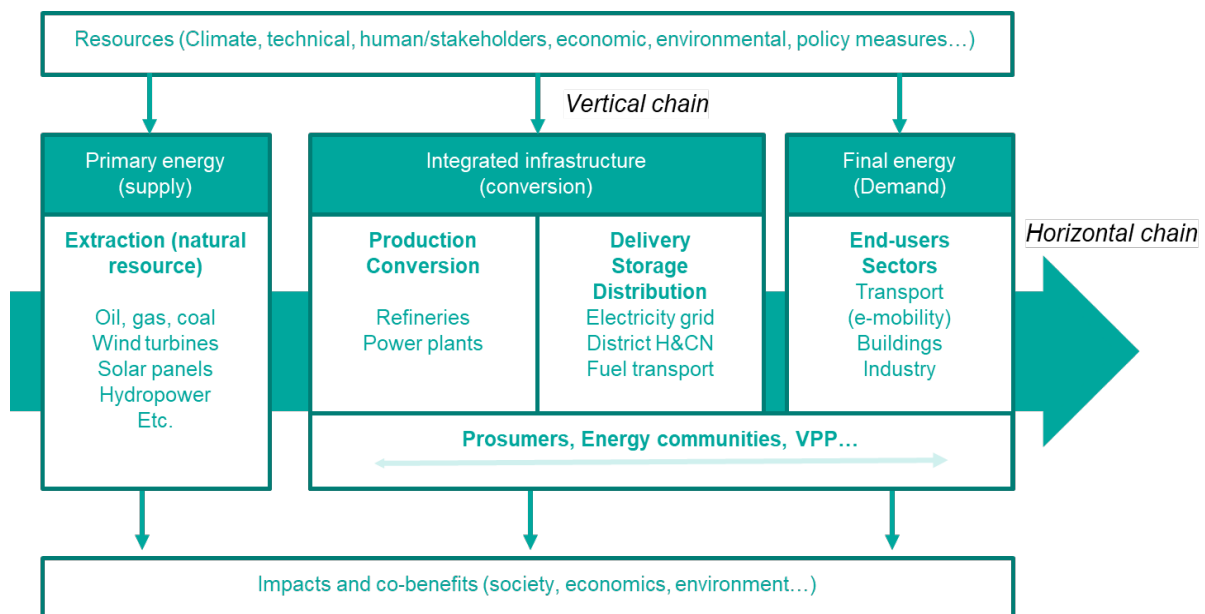 Resources (Climate, technical, human/stakeholders, economic, environmental, policy measures…)
Vertical chain
Primary energy
(supply)
Integrated infrastructure
(conversion)
Final energy
(Demand)
Extraction (natural
resource)
Oil, gas, coal
Wind turbines
Solar panels
Hydropower
Etc.
Production
Conversion
Refineries
Power plants
Delivery
Storage
Distribution
Electricity grid
District H&CN
Fuel transport
End-users
Sectors
Transport
(e-mobility)
Buildings
Industry
Horizontal chain
Prosumers, Energy communities, VPP…
Impacts and co-benefits (society, economics, environment…)